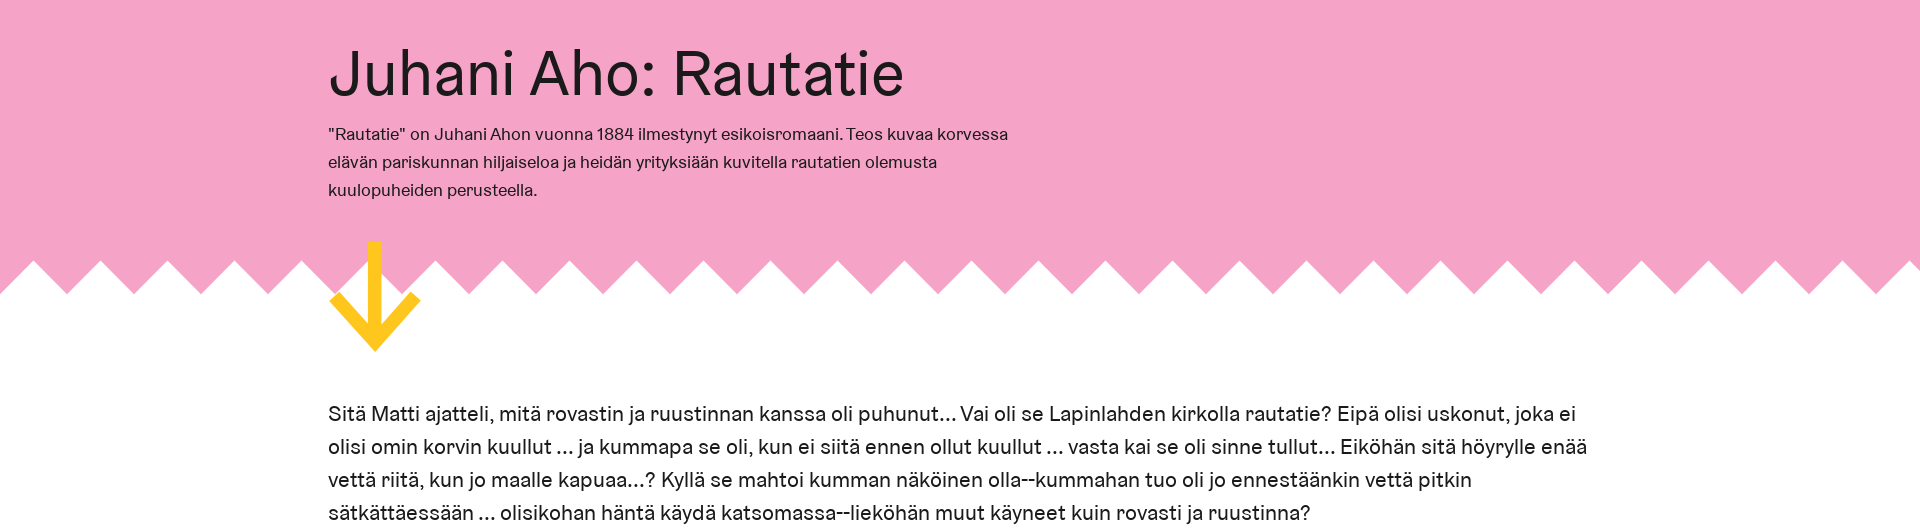 Juhani Aho: Rautatie
"Rautatie" on Juhani Ahon vuonna 1884 ilmestynyt esikoisromaani. Teos kuvaa korvessa
elävän pariskunnan hiljaiseloa ja heidän yrityksiään kuvitella rautatien olemusta
kuulopuheiden perusteella.
Sitä Matti ajatteli, mitä rovastin ja ruustinnan kanssa oli puhunut... Vai oli se Lapinlahden kirkolla rautatie? Eipä olisi uskonut, joka ei
olisi omin korvin kuullut ... ja kummapa se oli, kun ei siitä ennen ollut kuullut ... vasta kai se oli sinne tullut... Eiköhän sitä höyrylle enää
vettä riitä, kun jo maalle kapuaa...? Kyllä se mahtoi kumman näköinen olla--kummahan tuo oli jo ennestäänkin vettä pitkin
sätkättäessään ... olisikohan häntä käydä katsomassa--lieköhän muut käyneet kuin rovasti ja ruustinna?